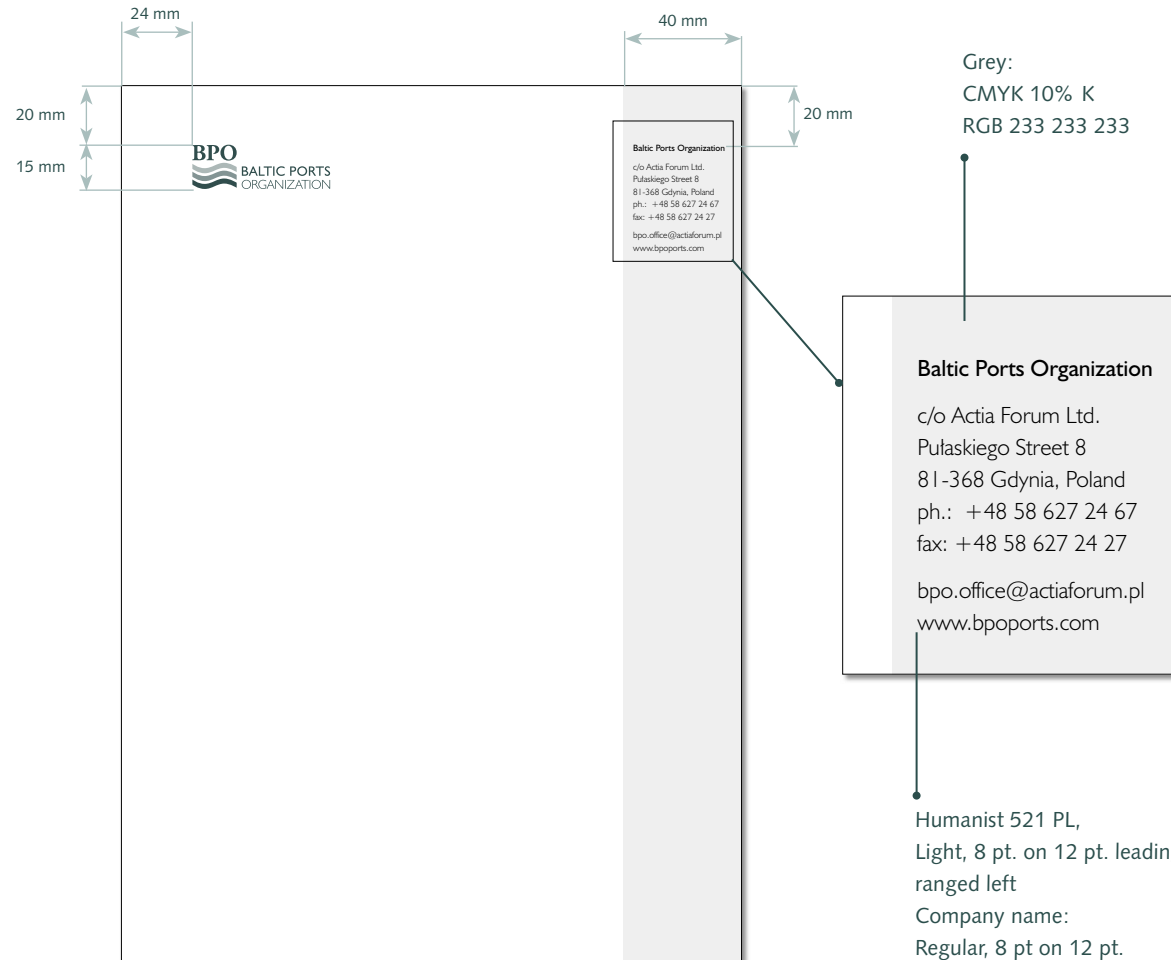 24 mm
40 mm
20 mm
15 mm
20 mm
BPO
BALTIC PORTS
ORGANIZATION
Baltic Ports Organization
c/o Actia Forum Ltd.
Pułaskiego Street 8
81-368 Gdynia, Poland
ph.: +48 58 627 24 67
fax: +48 58 627 24 27
bpo.office@actiaforum.pl
www.bpoports.com
Grey:
CMYK 10% K
RGB 233 233 233
Baltic Ports Organization
c/o Actia Forum Ltd.
Pułaskiego Street 8
81-368 Gdynia, Poland
ph.: +48 58 627 24 67
fax: +48 58 627 24 27
bpo.office@actiaforum.pl
www.bpoports.com
Humanist 521 PL,
Light, 8 pt. on 12 pt. leadin
ranged left
Company name:
Regular, 8 pt on 12 pt.